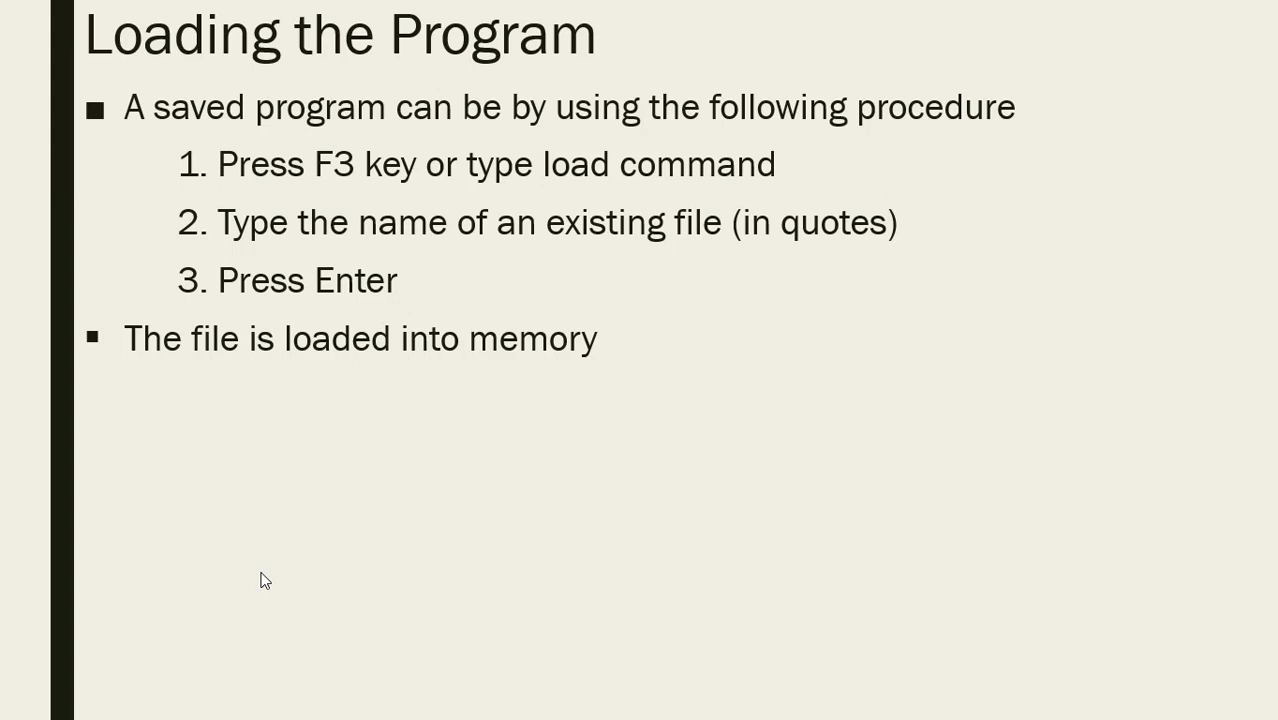 Loading the Program
■ A saved program can be by using the following procedure
1. Press F3 key or type load command
2. Type the name of an existing file (in quotes)
3. Press Enter
▪ The file is loaded into memory